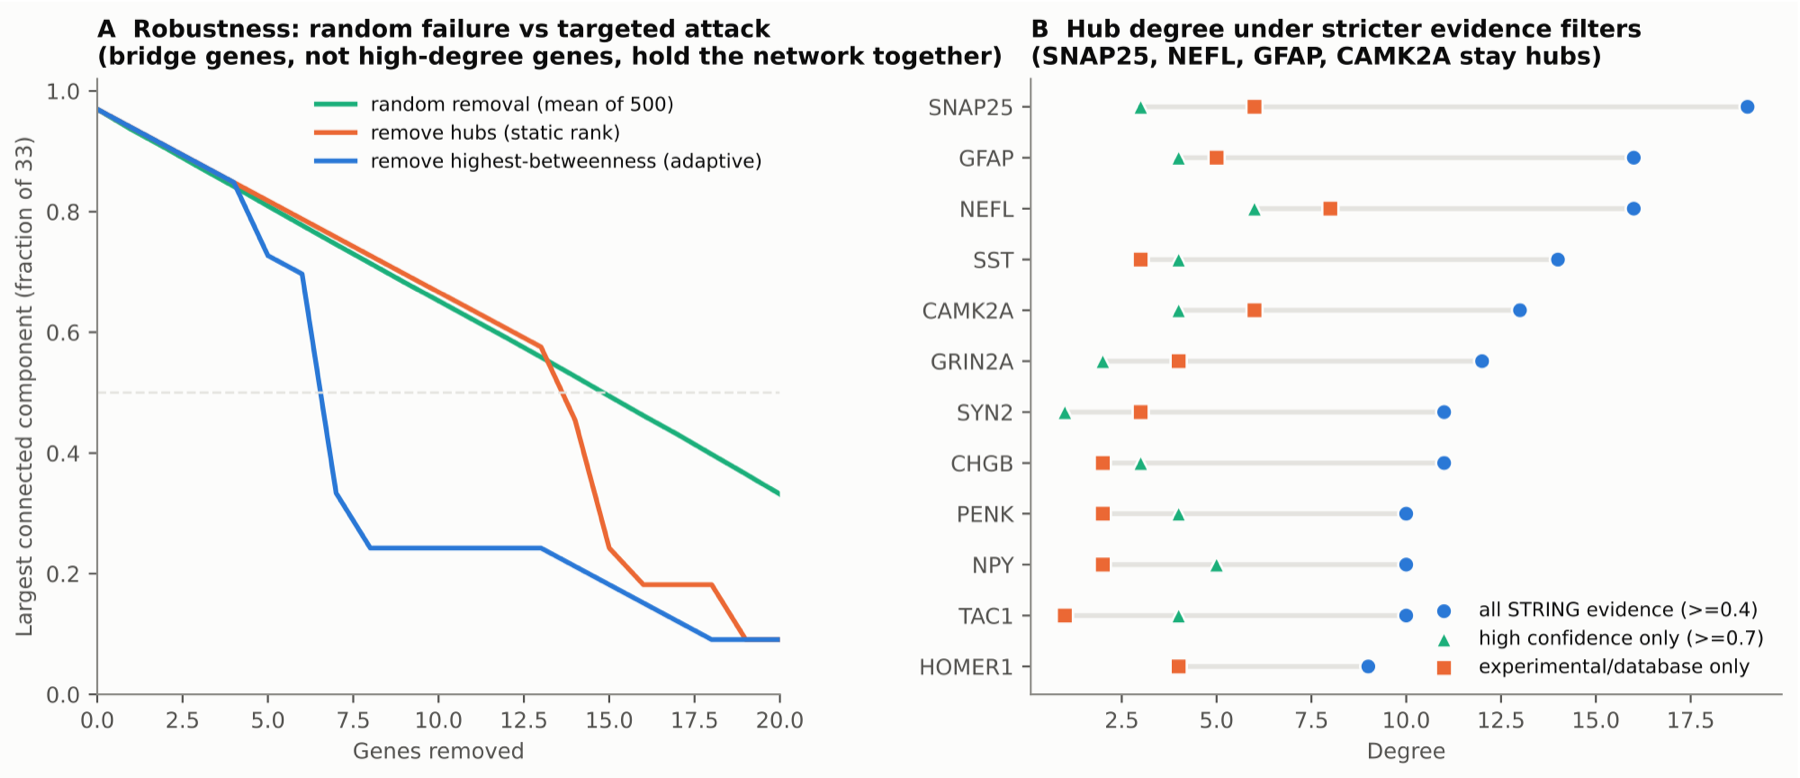 A  Robustness: random failure vs targeted attack
(bridge genes, not high-degree genes, hold the network together)
random removal (mean of 500)
remove hubs (static rank)
remove highest-betweenness (adaptive)
Largest connected component (fraction of 33)
1.0
0.8
0.6
0.4
0.2
0.0
0.0 2.5 5.0 7.5 10.0 12.5 15.0 17.5 20.0
Genes removed
B  Hub degree under stricter evidence filters
(SNAP25, NEFL, GFAP, CAMK2A stay hubs)
SNAP25
GFAP
NEFL
SST
CAMK2A
GRIN2A
SYN2
CHGB
PENK
NPY
TAC1
HOMER1
all STRING evidence (>=0.4)
high confidence only (>=0.7)
experimental/database only
2.5 5.0 7.5 10.0 12.5 15.0 17.5
Degree